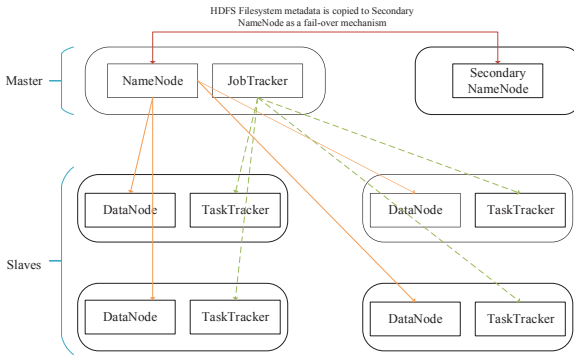 HDFS Filesystem metadata is copied to Secondary
NameNode as a fail-over mechanism
Master
NameNode
JobTracker
Secondary
NameNode
Slaves
DataNode
TaskTracker
DataNode
TaskTracker
DataNode
TaskTracker
DataNode
TaskTracker